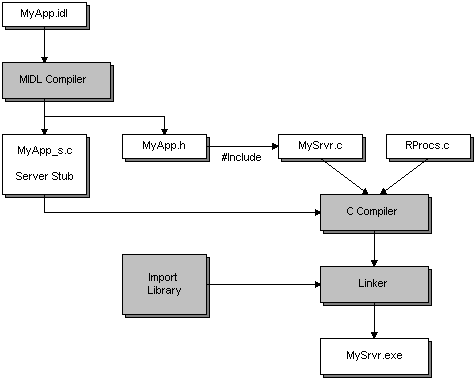 MyApp.idl
MIDL Compiler
MyApp_s.c
Server Stub
MyApp.h
#Include
MySrvr.c
RProcs.c
C Compiler
Import
Library
Linker
MySrvr.exe